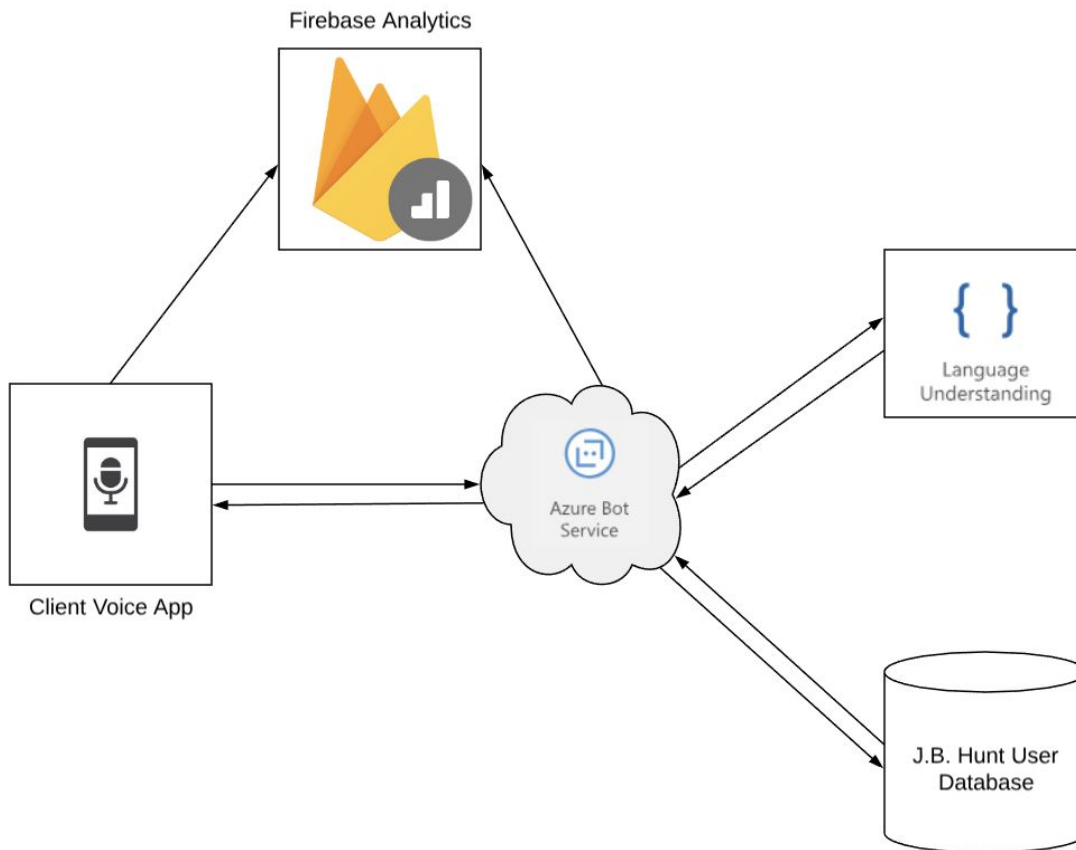 Firebase Analytics
Language
Understanding
Azure Bot
Service
Client Voice App
J.B. Hunt User
Database